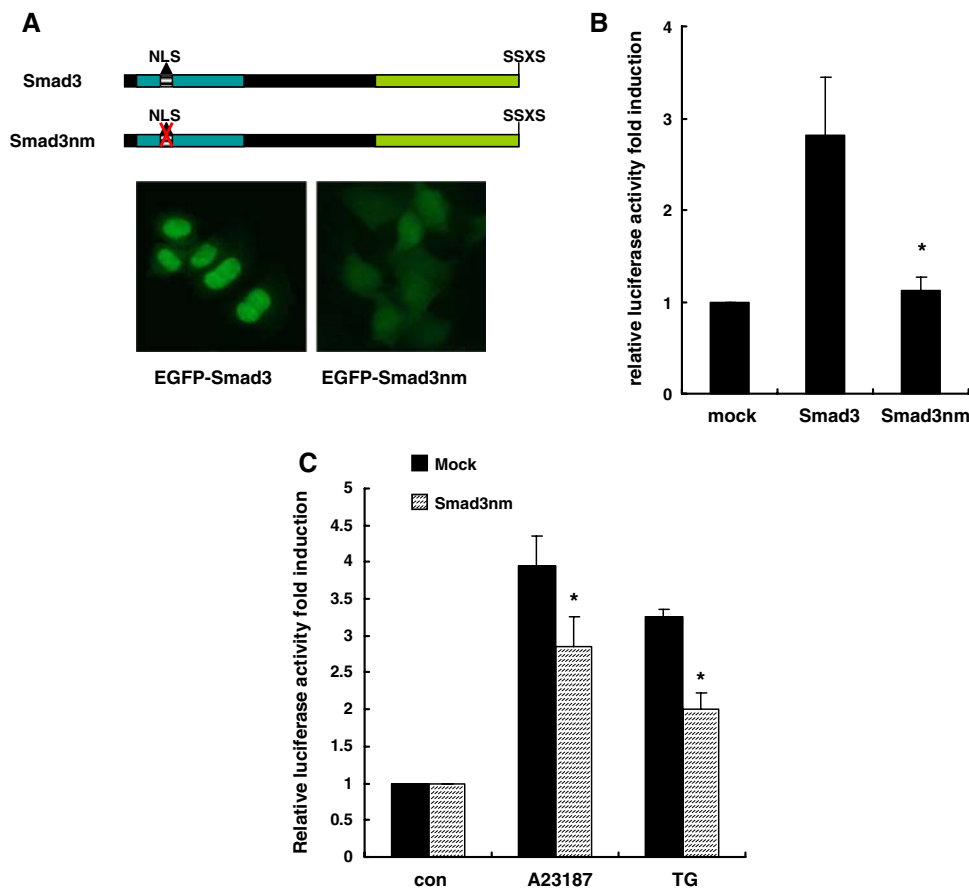 A
NLS
SSXS
Smad3
NLS
SSXS
Smad3nm
EGFP-Smad3
EGFP-Smad3nm
B
relative luciferase activity fold induction
4
3
2
1
0
mock
Smad3
Smad3nm
*
C
Mock
Smad3nm
Relative luciferase activity fold induction
5
4.5
4
3.5
3
2.5
2
1.5
1
0.5
0
*
*
con
A23187
TG